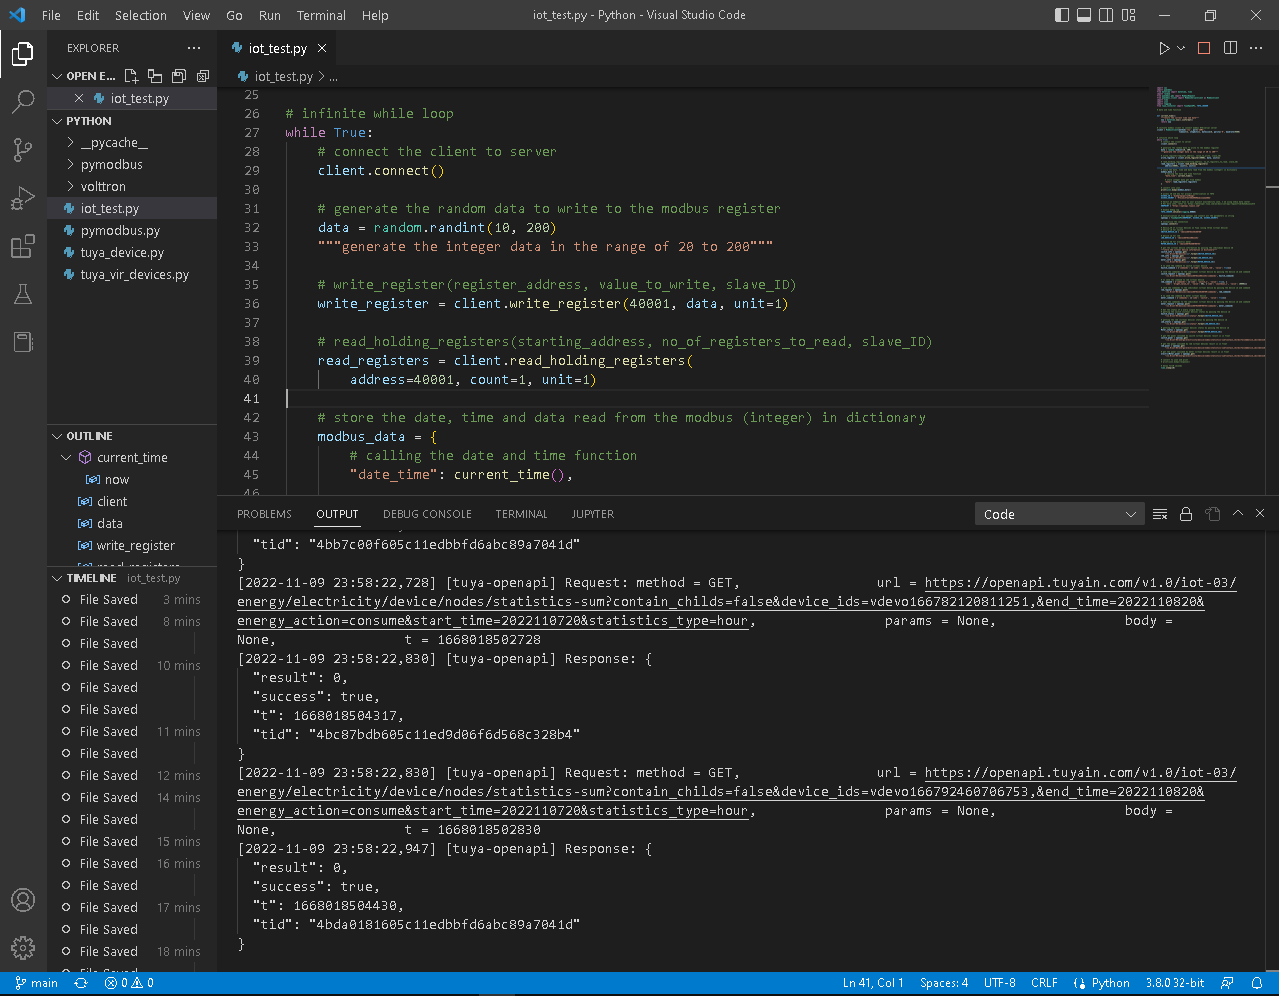 File Edit Selection View Go Run Terminal Help
iot_test.py - Python - Visual Studio Code
EXPLORER
OPEN E...
iot_test.py
PYTHON
__pycache__
pymodbus
volttron
iot_test.py
pymodbus.py
tuya_device.py
tuya_vir_devices.py
OUTLINE
current_time
now
client
data
write_register
TIMELINE iot_test.py
File Saved 3 mins
File Saved 8 mins
File Saved
File Saved 10 mins
File Saved
File Saved
File Saved 11 mins
File Saved
File Saved 12 mins
File Saved 14 mins
File Saved
File Saved 15 mins
File Saved 16 mins
File Saved
File Saved 17 mins
File Saved
File Saved 18 mins
iot_test.py
iot_test.py > ...
25
26 # infinite while loop
27 while True:
28 # connect the client to server
29 client.connect()
30
31 # generate the random data to write to the modbus register
32 data = random.randint(10, 200)
33 """generate the integer data in the range of 20 to 200"""
34
35 # write_register(register_address, value_to_write, slave_ID)
36 write_register = client.write_register(40001, data, unit=1)
37
38 # read_holding_registers(starting_address, no_of_registers_to_read, slave_ID)
39 read_registers = client.read_holding_registers(
40 address=40001, count=1, unit=1)
41
42 # store the date, time and data read from the modbus (integer) in dictionary
43 modbus_data = {
44 # calling the date and time function
45 "date_time": current_time(),
PROBLEMS OUTPUT DEBUG CONSOLE TERMINAL JUPYTER
Code
"tid": "4bb7c00f605c11edbbfd6abc89a7041d"
}
[2022-11-09 23:58:22,728] [tuya-openapi] Request: method = GET, url = https://openapi.tuyain.com/v1.0/iot-03/
energy/electricity/device/nodes/statistics-sum?contain_childs=false&device_ids=vdevo166782120811251,&end_time=2022110820&
energy_action=consume&start_time=2022110720&statistics_type=hour, params = None, body =
None, t = 1668018502728
[2022-11-09 23:58:22,830] [tuya-openapi] Response: {
"result": 0,
"success": true,
"t": 1668018504317,
"tid": "4bc87bdb605c11ed9d06f6d568c328b4"
}
[2022-11-09 23:58:22,830] [tuya-openapi] Request: method = GET, url = https://openapi.tuyain.com/v1.0/iot-03/
energy/electricity/device/nodes/statistics-sum?contain_childs=false&device_ids=vdevo166792460706753,&end_time=2022110820&
energy_action=consume&start_time=2022110720&statistics_type=hour, params = None, body =
None, t = 1668018502830
[2022-11-09 23:58:22,947] [tuya-openapi] Response: {
"result": 0,
"success": true,
"t": 1668018504430,
"tid": "4bda0181605c11edbbfd6abc89a7041d"
}
main 0 0 Ln 41, Col 1 Spaces: 4 UTF-8 CRLF Python 3.8.0 32-bit